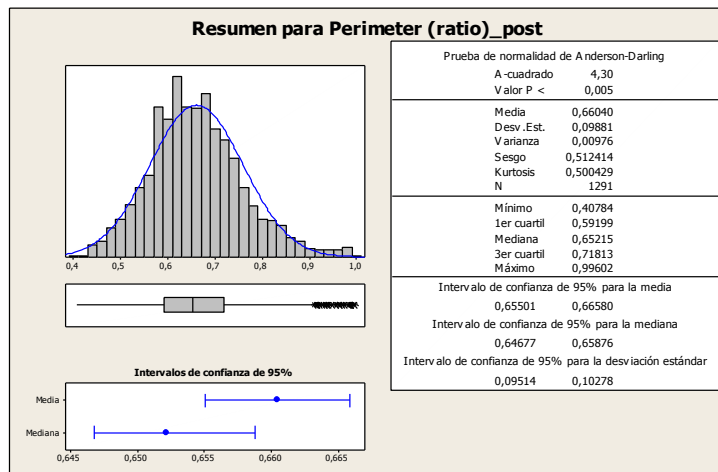 Resumen para Perimeter (ratio)_post
0,4 0,5 0,6 0,7 0,8 0,9 1,0
Intervalos de confianza de 95%
Media
Mediana
0,645 0,650 0,655 0,660 0,665
Prueba de normalidad de Anderson-Darling
A-cuadrado 4,30
Valor P < 0,005
Media 0,66040
Desv.Est. 0,09881
Varianza 0,00976
Sesgo 0,512414
Kurtosis 0,500429
N 1291
Mínimo 0,40784
1er cuartil 0,59199
Mediana 0,65215
3er cuartil 0,71813
Máximo 0,99602
Intervalo de confianza de 95% para la media
0,65501 0,66580
Intervalo de confianza de 95% para la mediana
0,64677 0,65876
Intervalo de confianza de 95% para la desviación estándar
0,09514 0,10278